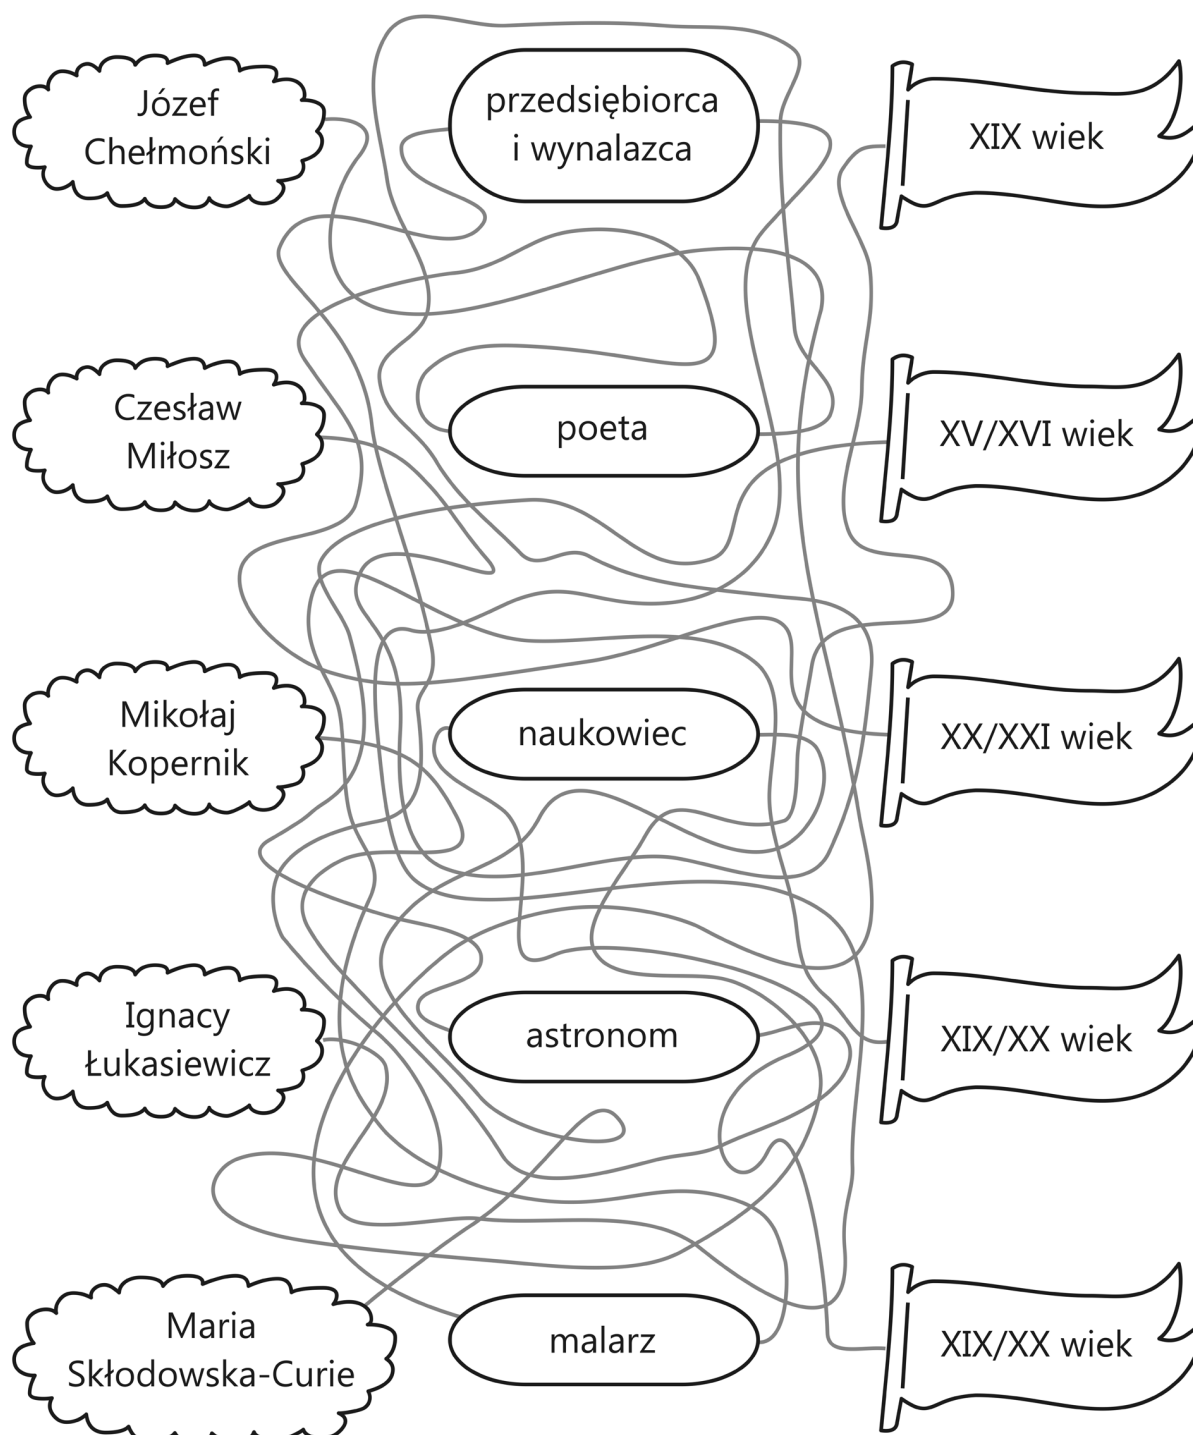 Józef
Chełmoński
przedsiębiorca
i wynalazca
XIX wiek
Czesław
Miłosz
poeta
XV/XVI wiek
Mikołaj
Kopernik
naukowiec
XX/XXI wiek
Ignacy
Łukasiewicz
astronom
XIX/XX wiek
Maria
Skłodowska-Curie
malarz
XIX/XX wiek